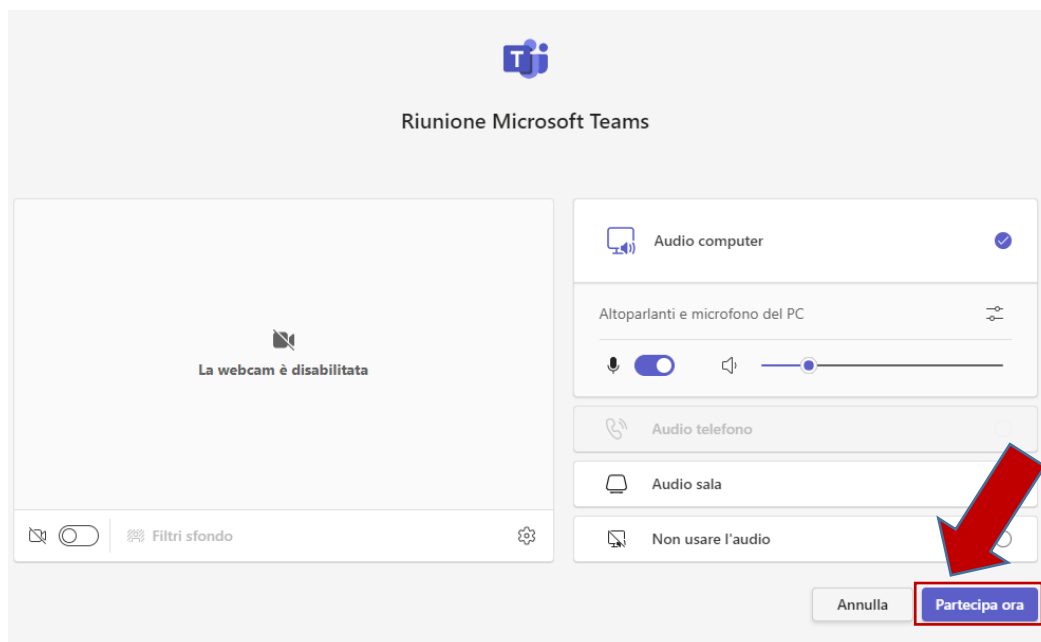 T
Riunione Microsoft Teams
La webcam è disabilitata
Filtri sfondo
Audio computer
Altoparlanti e microfono del PC
Audio telefono
Audio sala
Non usare l'audio
Annulla
Partecipa ora